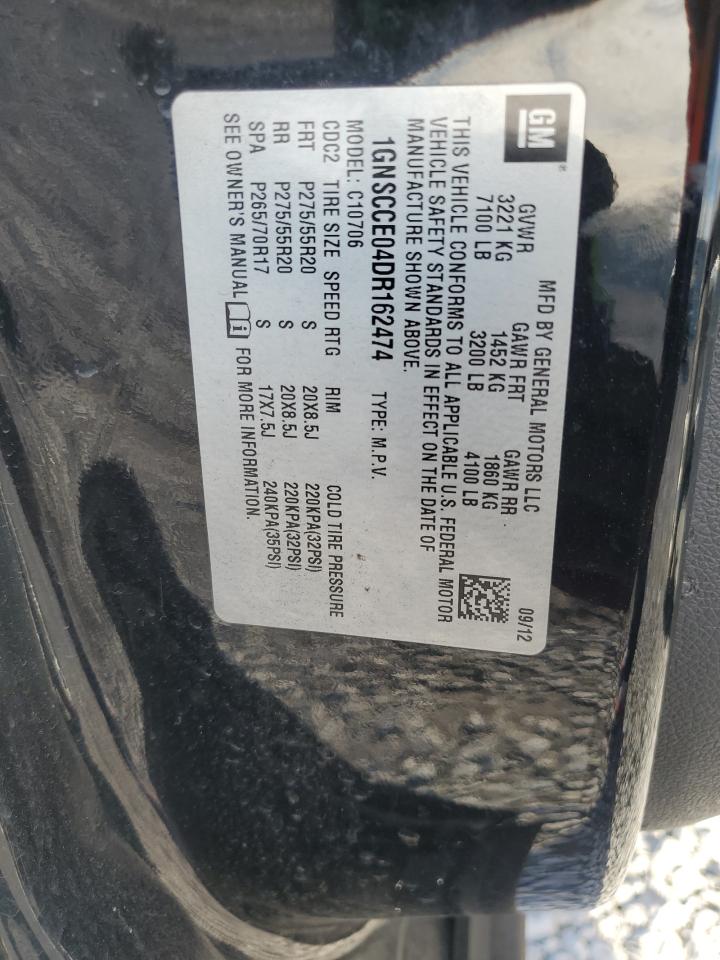 GM®
MFD BY GENERAL MOTORS LLC 09/12
GVWR GAWR FRT GAWR RR
3221 KG 1452 KG 1860 KG
7100 LB 3200 LB 4100 LB
THIS VEHICLE CONFORMS TO ALL APPLICABLE U.S. FEDERAL MOTOR
VEHICLE SAFETY STANDARDS IN EFFECT ON THE DATE OF
MANUFACTURE SHOWN ABOVE.
1GNSCCE04DR162474 TYPE: M.P.V.
MODEL: C10706
CDC2 TIRE SIZE SPEED RTG RIM COLD TIRE PRESSURE
FRT P275/55R20 S 20X8.5J 220KPA(32PSI)
RR P275/55R20 S 20X8.5J 220KPA(32PSI)
SPA P265/70R17 S 17X7.5J 240KPA(35PSI)
SEE OWNER'S MANUAL i FOR MORE INFORMATION.